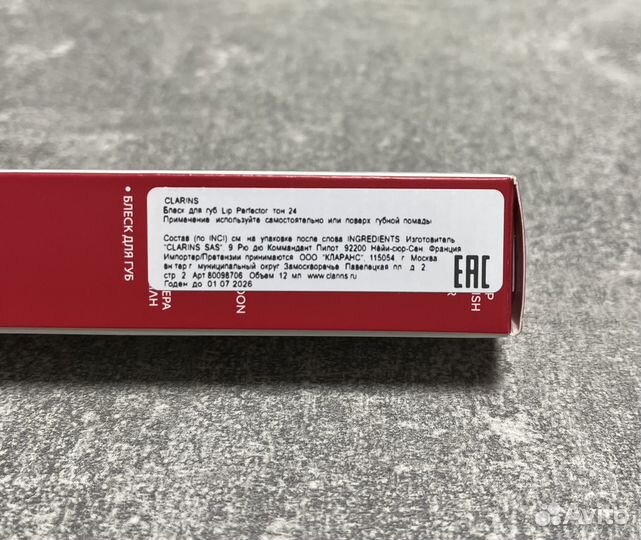 CLARINS
Блеск для губ Lip Perfector тон 24
Применение используйте самостоятельно или поверх губной помады
Состав (по INCI) см на упаковке после слова INGREDIENTS Изготовитель
"CLARINS SAS", 9 Рю дю Коммандант Пилот 92200 Нейи-сюр-Сен Франция
Импортер/Претензии принимаются ООО "КЛАРАНС", 115054 г Москва
вн тер г муниципальный округ Замоскворечье Павелецкая пл д 2
стр 2 Арт 80098706 Объем 12 мл www.clarins.ru
Годен до 01 07 2026
EAC
• БЛЕСК ДЛЯ ГУБ
Avito